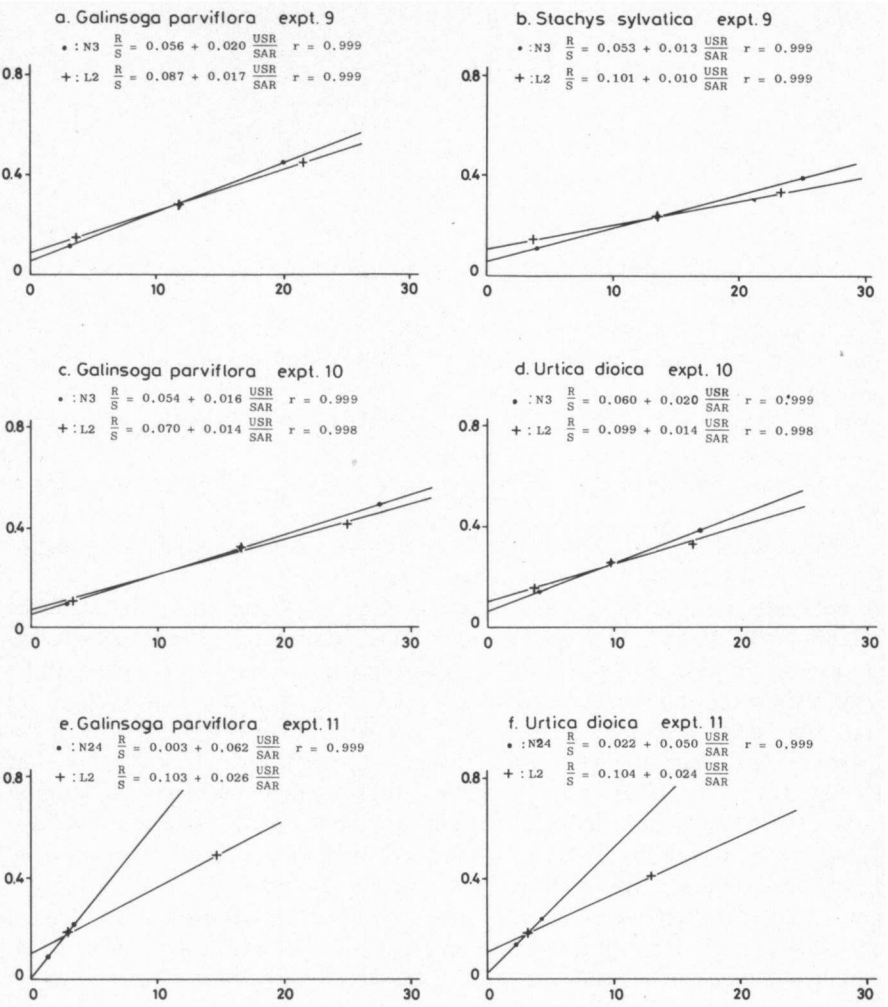 a. Galinsoga parviflora expt. 9
• : N3 R/S = 0.056 + 0.020 USR/SAR r = 0.999
+ : L2 R/S = 0.087 + 0.017 USR/SAR r = 0.999
0.8
0.4
0
0 10 20 30
b. Stachys sylvatica expt. 9
• : N3 R/S = 0.053 + 0.013 USR/SAR r = 0.999
+ : L2 R/S = 0.101 + 0.010 USR/SAR r = 0.999
0.8
0.4
0
0 10 20 30
c. Galinsoga parviflora expt. 10
• : N3 R/S = 0.054 + 0.016 USR/SAR r = 0.999
+ : L2 R/S = 0.070 + 0.014 USR/SAR r = 0.998
0.8
0.4
0
0 10 20 30
d. Urtica dioica expt. 10
• : N3 R/S = 0.060 + 0.020 USR/SAR r = 0.999
+ : L2 R/S = 0.099 + 0.014 USR/SAR r = 0.998
0.8
0.4
0
0 10 20 30
e. Galinsoga parviflora expt. 11
• : N24 R/S = 0.003 + 0.062 USR/SAR r = 0.999
+ : L2 R/S = 0.103 + 0.026 USR/SAR
0.8
0.4
0
0 10 20 30
f. Urtica dioica expt. 11
• : N24 R/S = 0.022 + 0.050 USR/SAR r = 0.999
+ : L2 R/S = 0.104 + 0.024 USR/SAR
0.8
0.4
0
0 10 20 30